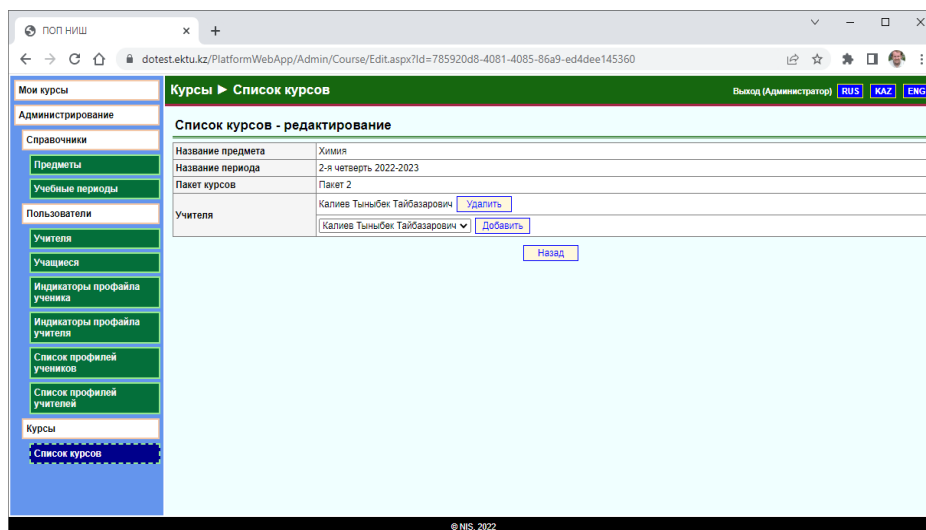 ПОП НИШ
dotest.ektu.kz/PlatformWebApp/Admin/Course/Edit.aspx?Id=785920d8-4081-4085-86a9-ed4dee145360
Мои курсы
Администрирование
Справочники
Предметы
Учебные периоды
Пользователи
Учителя
Учащиеся
Индикаторы профайла
ученика
Индикаторы профайла
учителя
Список профилей
учеников
Список профилей
учителей
Курсы
Список курсов
Курсы ► Список курсов
Выход (Администратор) RUS KAZ ENG
Список курсов - редактирование
Название предмета Химия
Название периода 2-я четверть 2022-2023
Пакет курсов Пакет 2
Учителя
Калиев Тыныбек Тайбазарович Удалить
Калиев Тыныбек Тайбазарович Добавить
Назад
© NIS, 2022